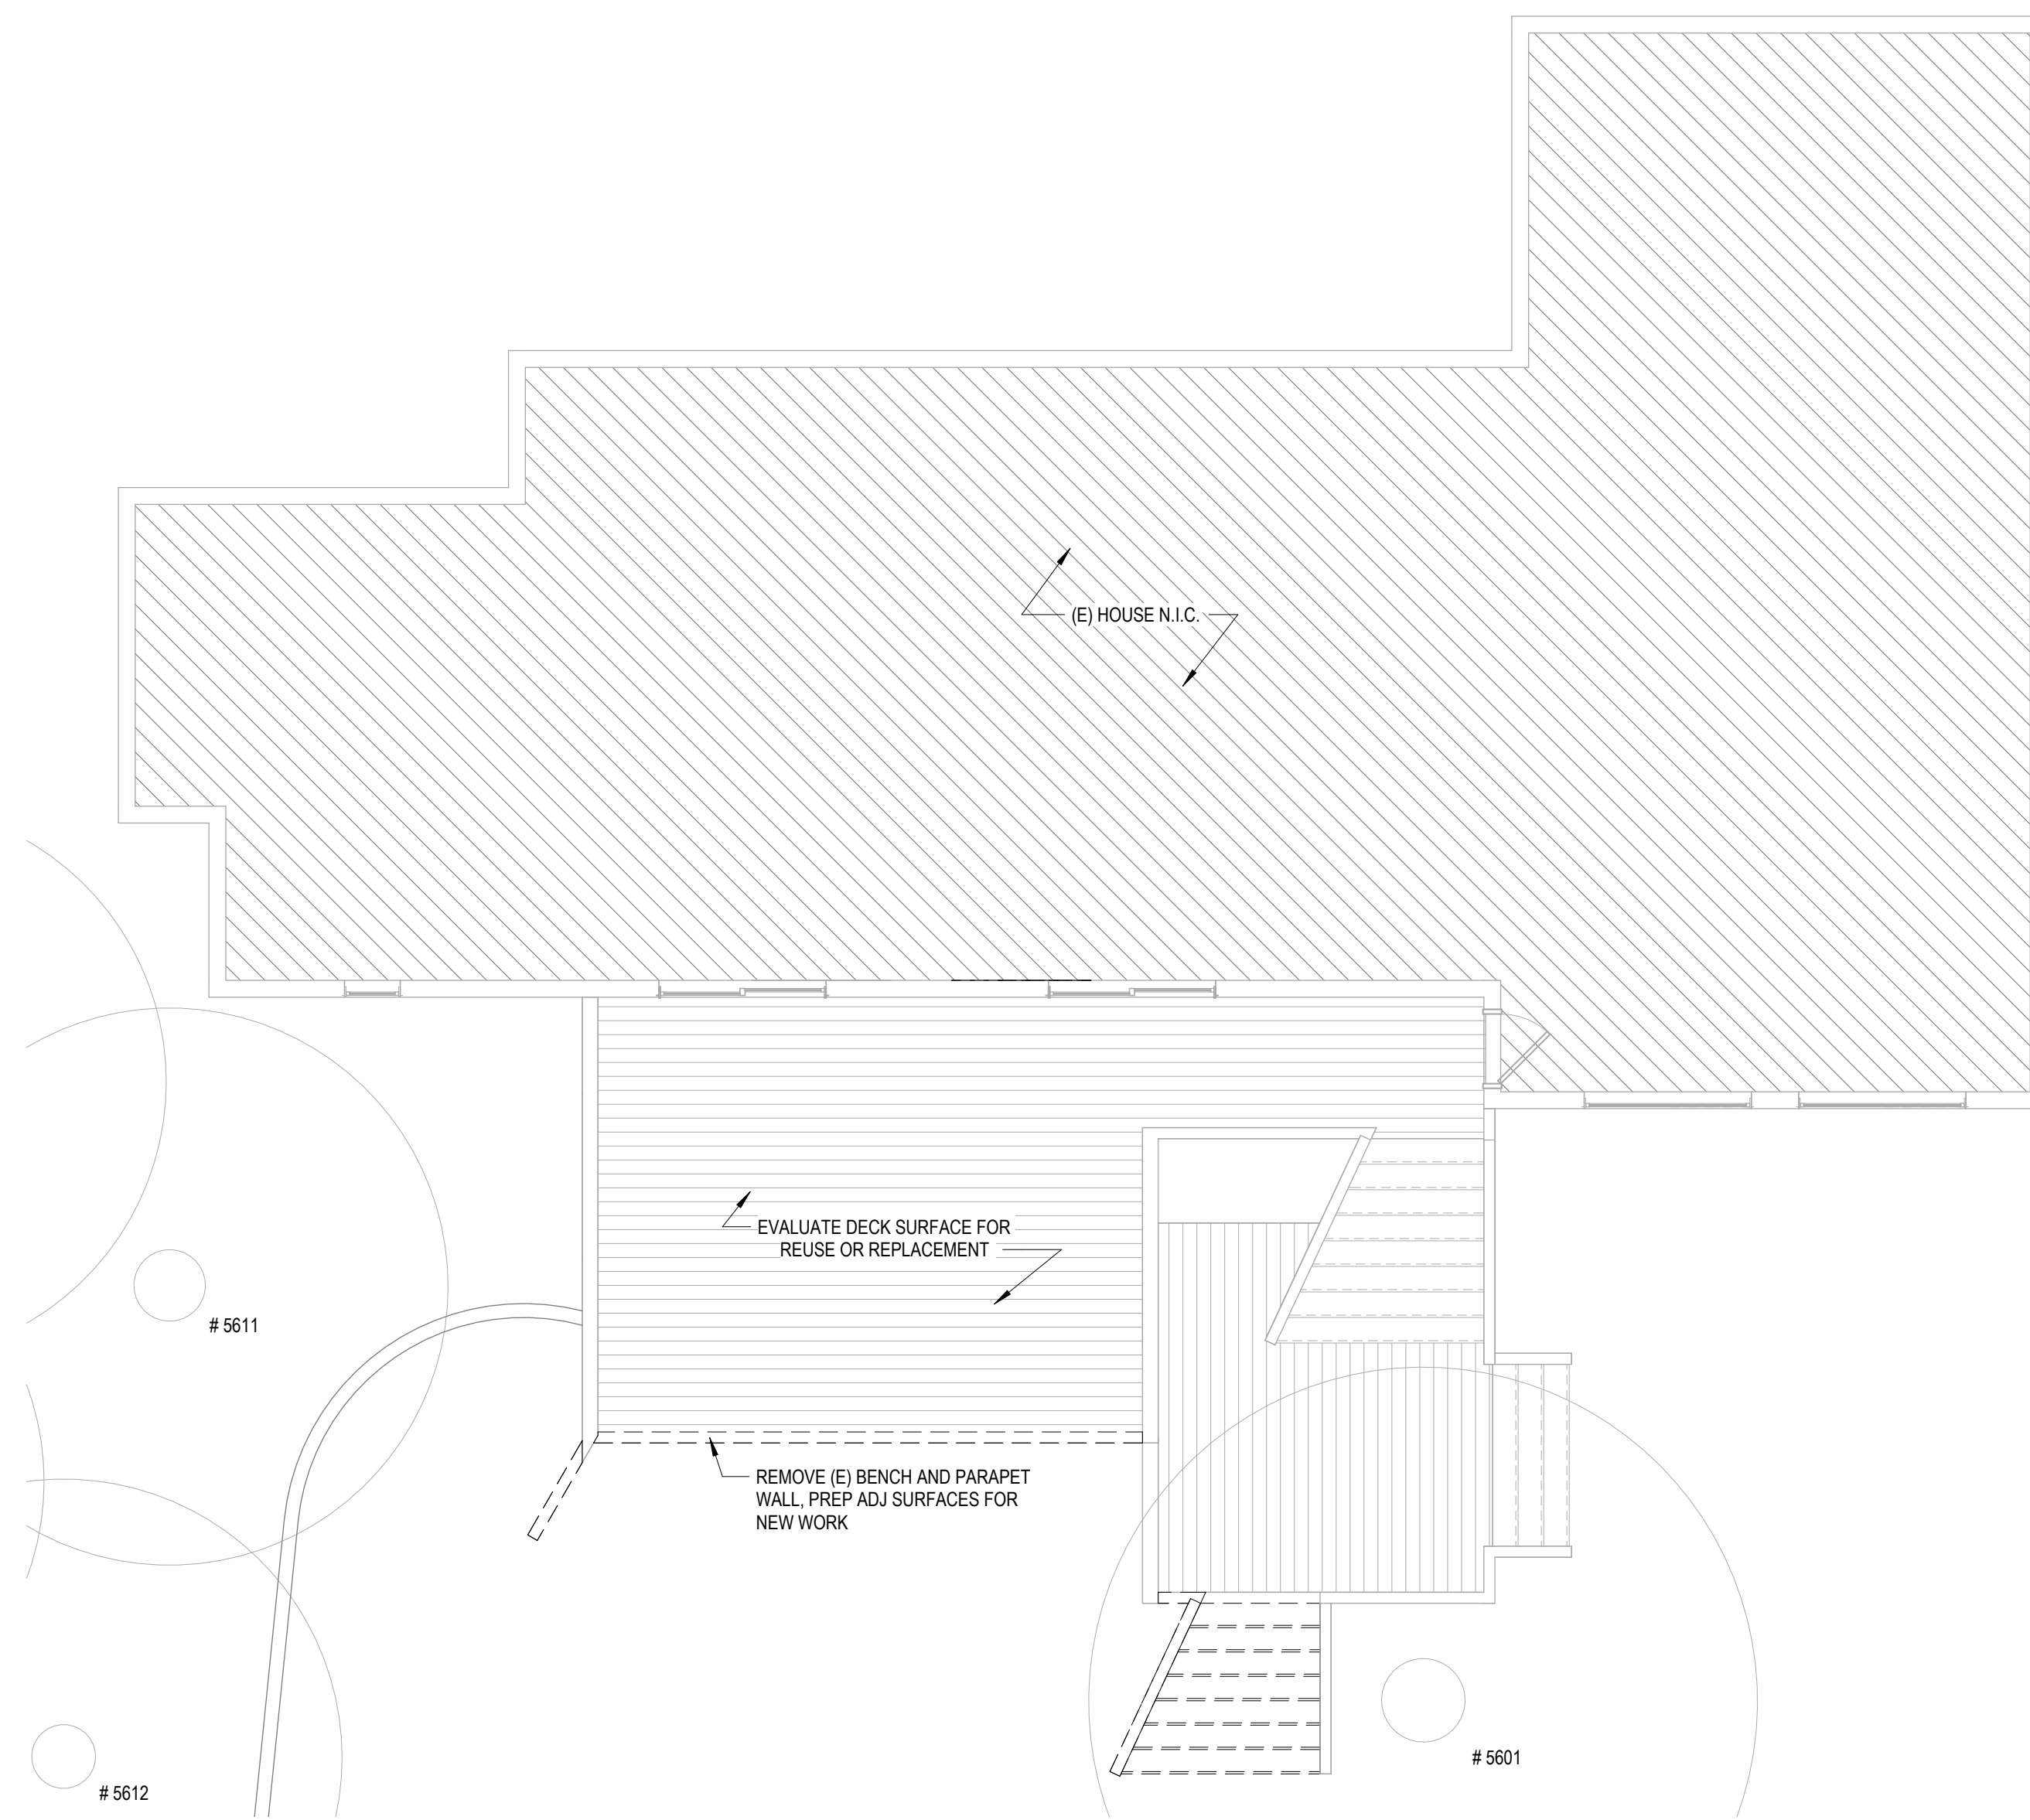 (E) HOUSE N.I.C.
EVALUATE DECK SURFACE FOR
REUSE OR REPLACEMENT
# 5611
REMOVE (E) BENCH AND PARAPET
WALL, PREP ADJ SURFACES FOR
NEW WORK
# 5601
# 5612